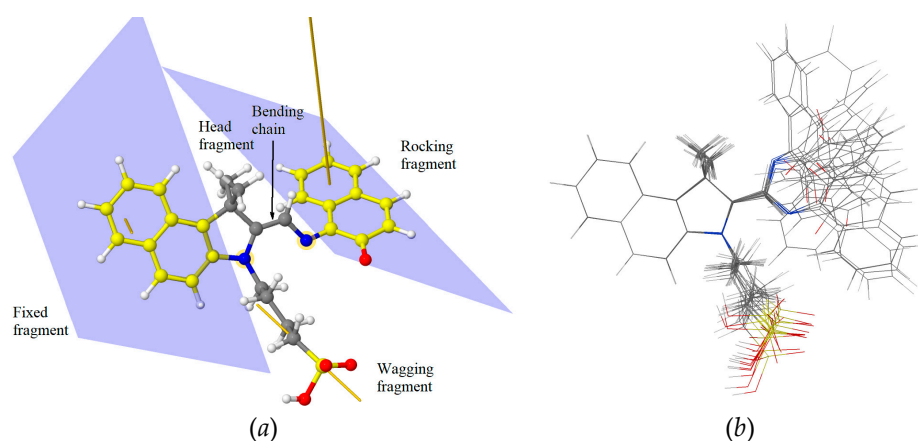 Bending
chain
Head
fragment
Rocking
fragment
Fixed
fragment
Wagging
fragment
(a)
(b)